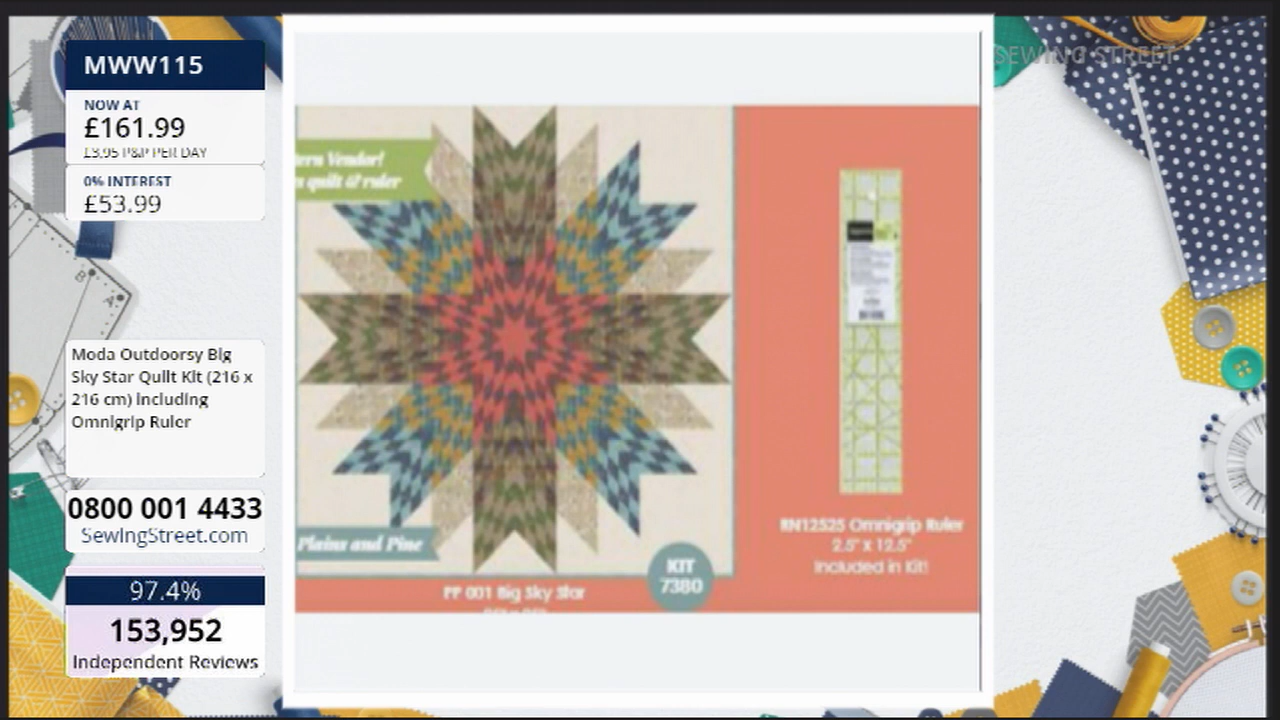 MWW115
NOW AT
£161.99
£3.95 P&P PER DAY
0% INTEREST
£53.99
Moda Outdoorsy Big
Sky Star Quilt Kit (216 x
216 cm) including
Omnigrip Ruler
0800 001 4433
SewingStreet.com
97.4%
153,952
Independent Reviews
SEWING STREET
tern Vendor!
quilt & ruler
Plains and Pine
KIT
7380
PP 001 Big Sky Star
RN12525 Omnigrip Ruler
2.5" x 12.5"
Included in Kit!
B
A